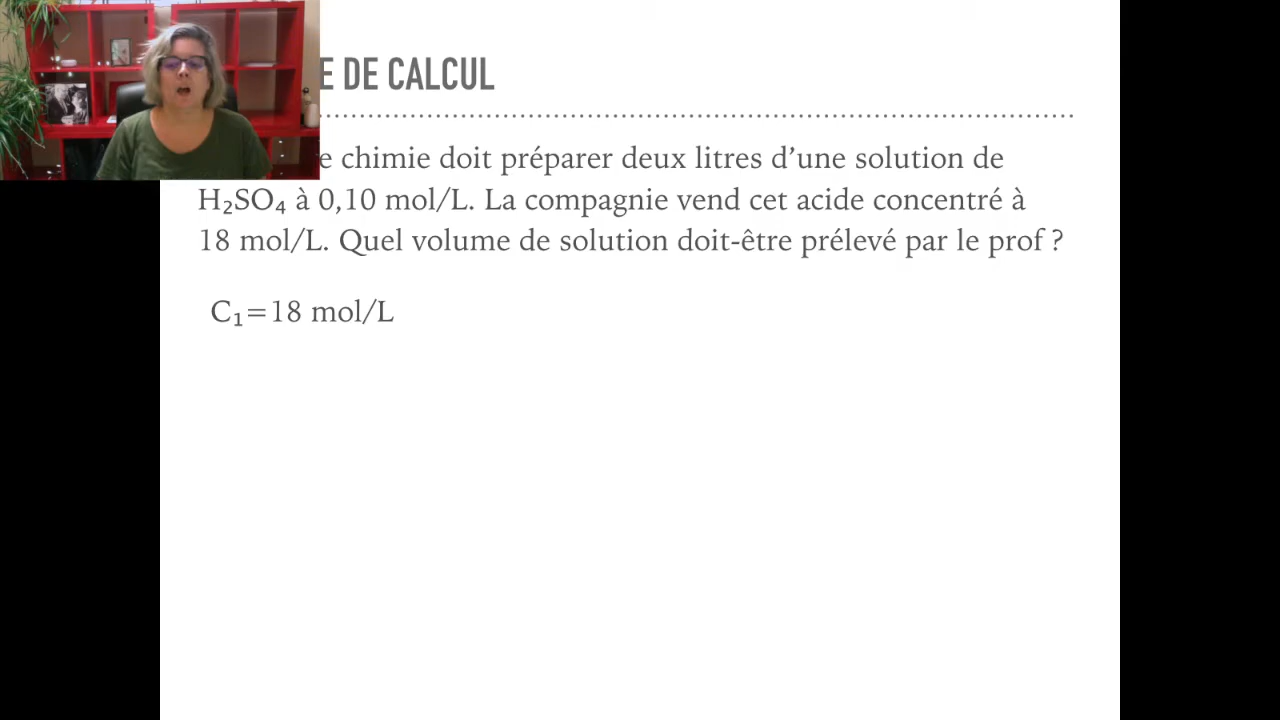 E DE CALCUL
e chimie doit préparer deux litres d’une solution de
H₂SO₄ à 0,10 mol/L. La compagnie vend cet acide concentré à
18 mol/L. Quel volume de solution doit-être prélevé par le prof ?
C₁=18 mol/L